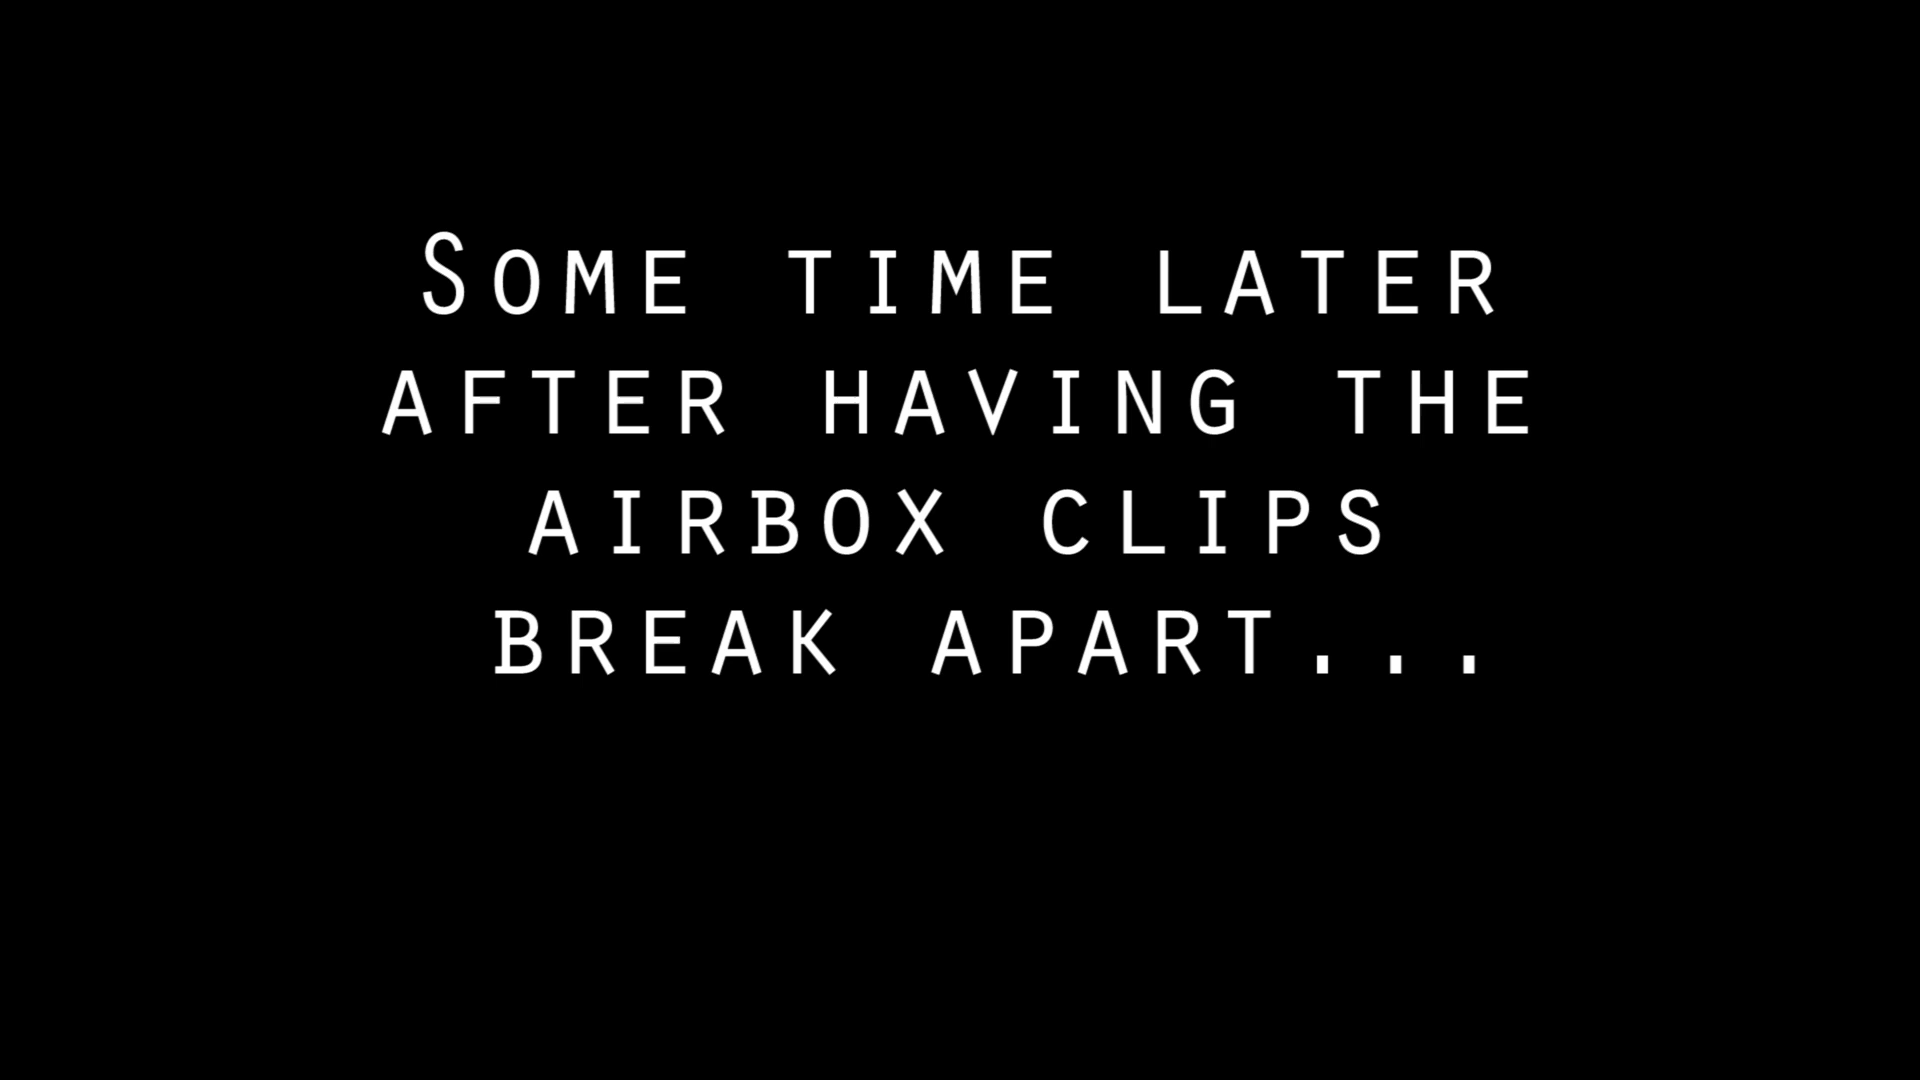 Some time later
after having the
airbox clips
break apart...